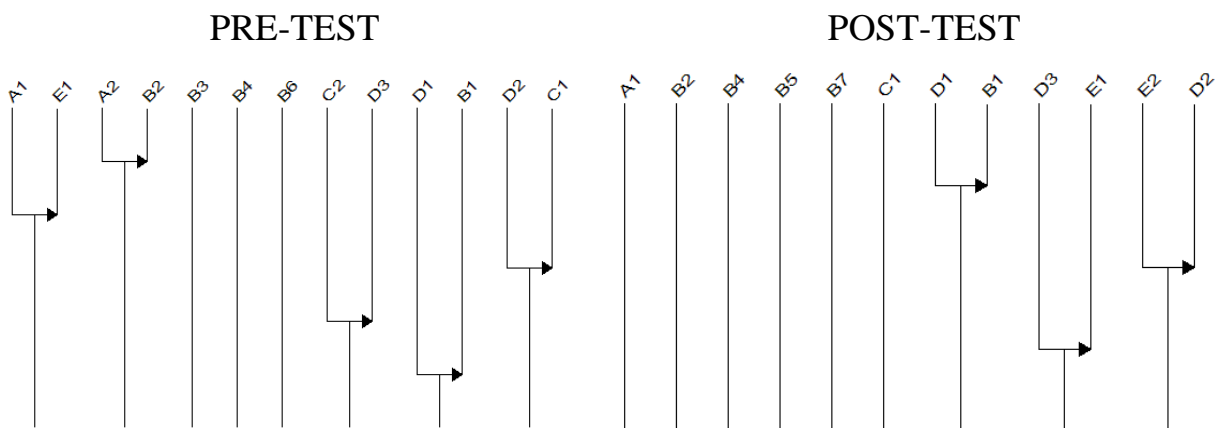 PRE-TEST
POST-TEST
A1 E1 A2 B2 B3 B4 B6 C2 D3 D1 B1 D2 C1
A1 B2 B4 B5 B7 C1 D1 B1 D3 E1 E2 D2